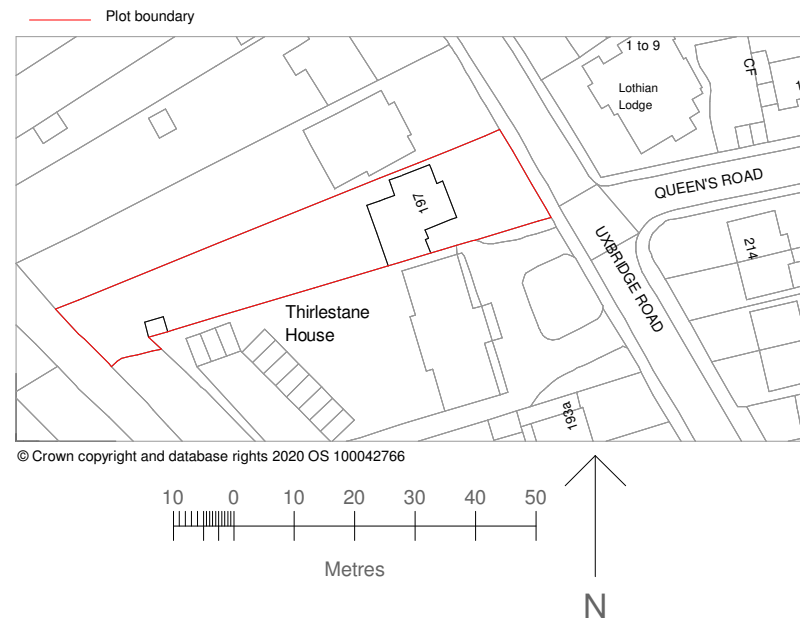 Plot boundary
1 to 9
Lothian
Lodge
CF
1
QUEEN'S ROAD
197
214
UXBRIDGE ROAD
Thirlestane
House
193a
© Crown copyright and database rights 2020 OS 100042766
10 0 10 20 30 40 50
Metres
N